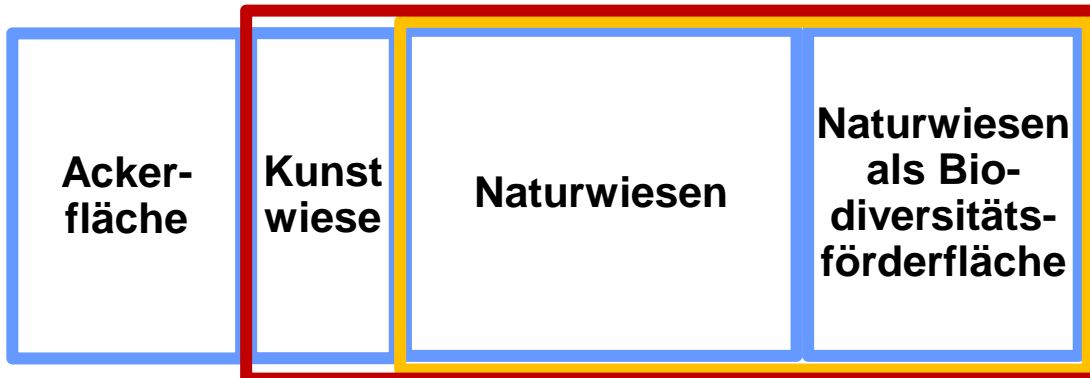 Acker-
fläche
Kunst
wiese
Naturwiesen
Naturwiesen
als Bio-
diversitäts-
förderfläche